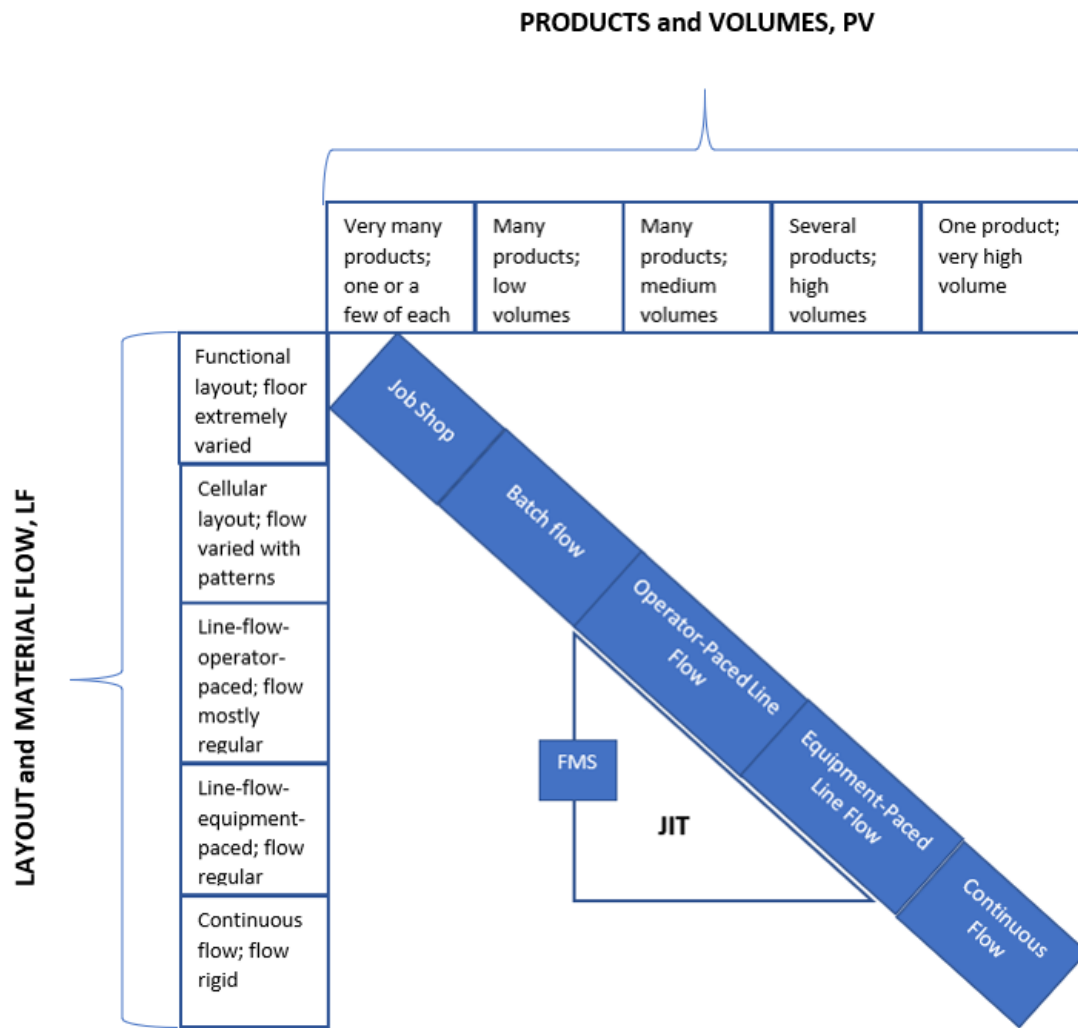 PRODUCTS and VOLUMES, PV
Very many
products;
one or a
few of each
Many
products;
low
volumes
Many
products;
medium
volumes
Several
products;
high
volumes
One product;
very high
volume
LAYOUT and MATERIAL FLOW, LF
Functional
layout; floor
extremely
varied
Cellular
layout; flow
varied with
patterns
Line-flow-
operator-
paced; flow
mostly
regular
Line-flow-
equipment-
paced; flow
regular
Continuous
flow; flow
rigid
Job Shop
Batch flow
Operator-Paced Line
Flow
Equipment-Paced
Line Flow
Continuous
Flow
FMS
JIT